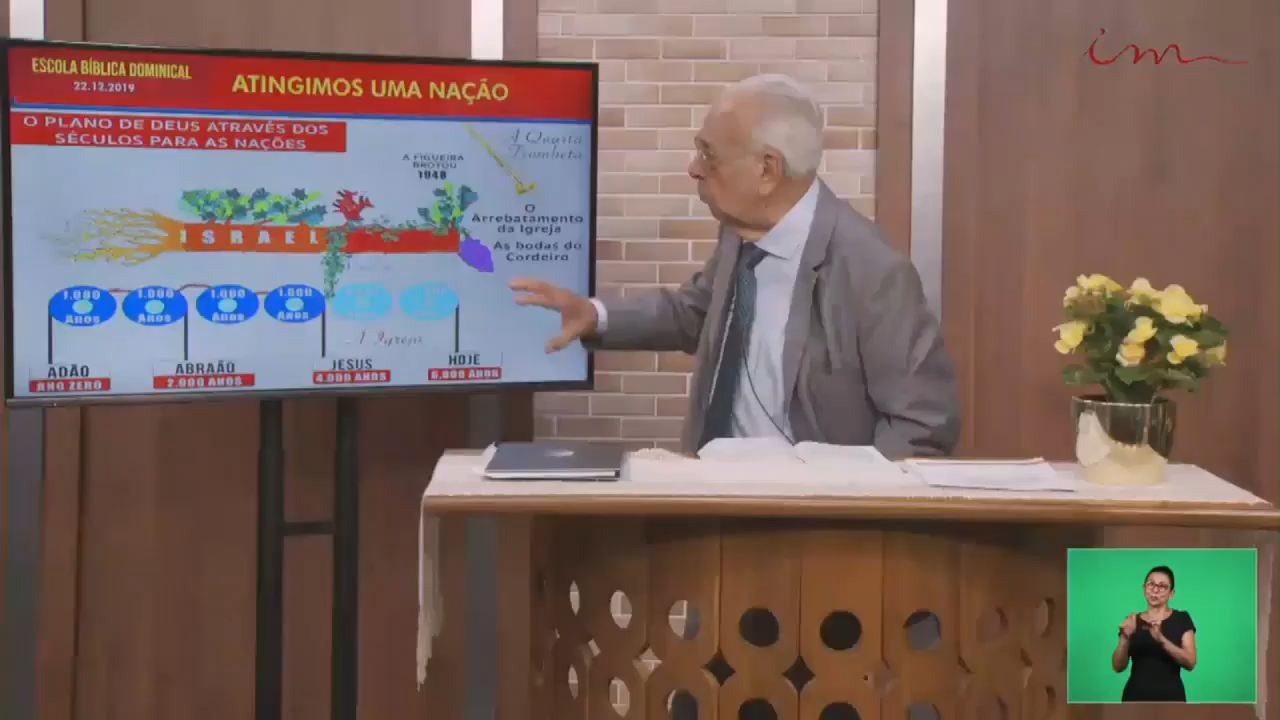 ESCOLA BÍBLICA DOMINICAL
22.12.2019
ATINGIMOS UMA NAÇÃO
O PLANO DE DEUS ATRAVÉS DOS
SÉCULOS PARA AS NAÇÕES
A Quarta
Trombeta
A FIGUEIRA
BROTOU
1948
O
Arrebatamento
da Igreja
As bodas do
Cordeiro
ISRAEL
1.000 ANOS
1.000 ANOS
1.000 ANOS
1.000 ANOS
A Igreja
ADÃO
ANO ZERO
ABRAÃO
2.000 ANOS
JESUS
4.000 ANOS
HOJE
6.000 ANOS
im